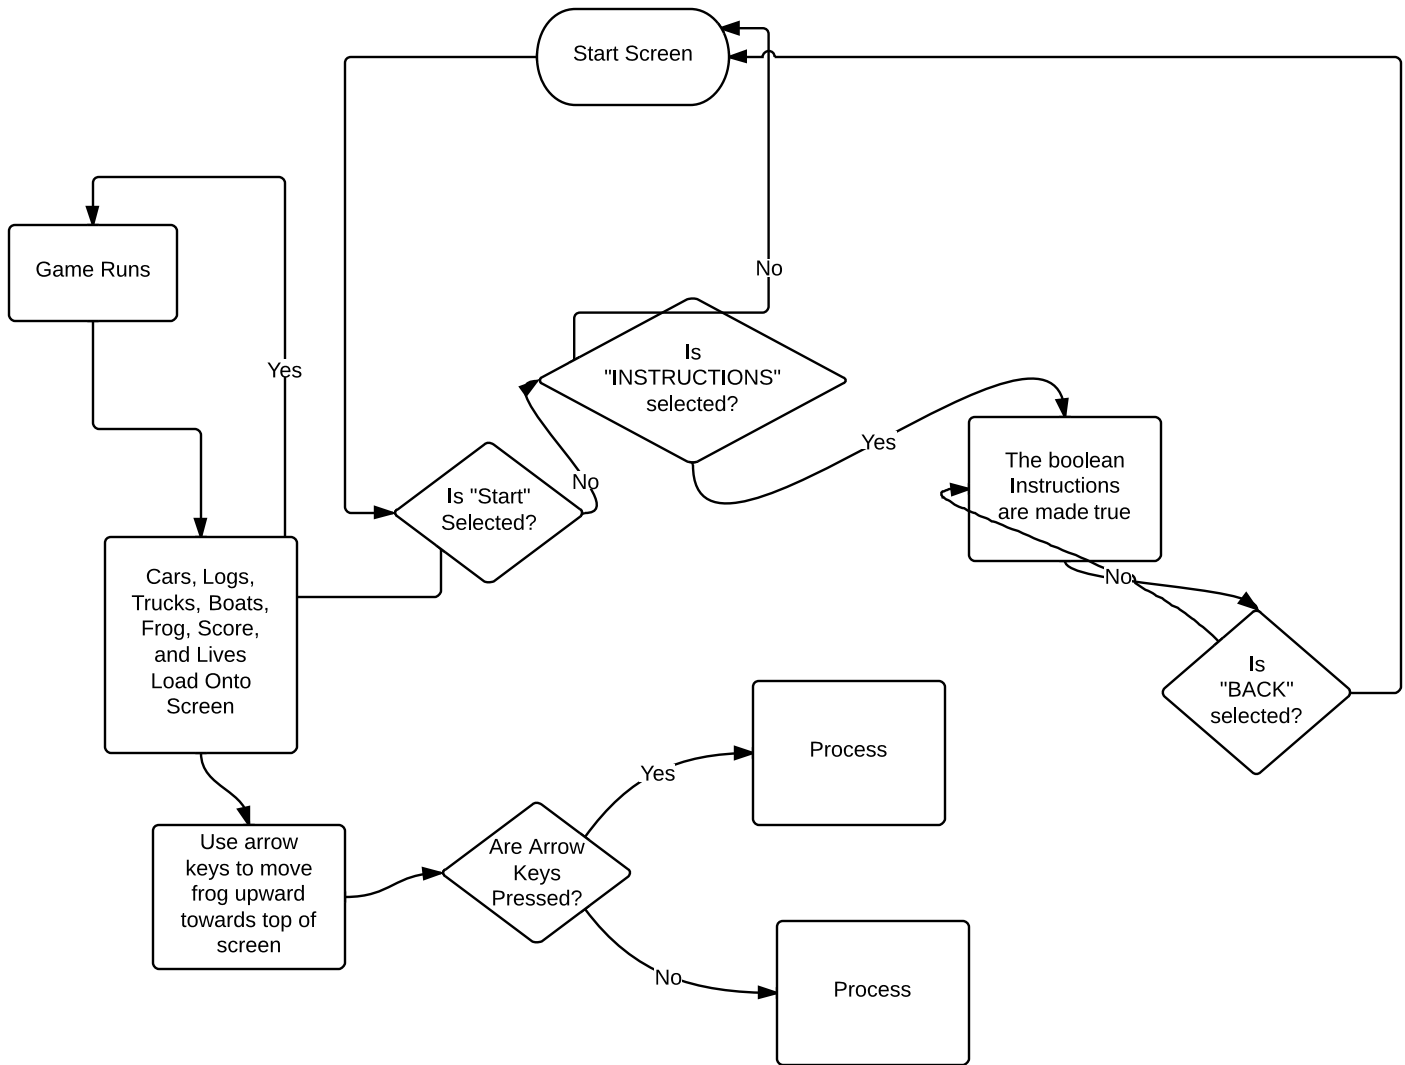 Start Screen
Game Runs
No
Yes
Is
"INSTRUCTIONS"
selected?
Yes
The boolean
Instructions
are made true
Is "Start"
Selected?
No
No
Cars, Logs,
Trucks, Boats,
Frog, Score,
and Lives
Load Onto
Screen
Is
"BACK"
selected?
Process
Yes
Use arrow
keys to move
frog upward
towards top of
screen
Are Arrow
Keys
Pressed?
No
Process